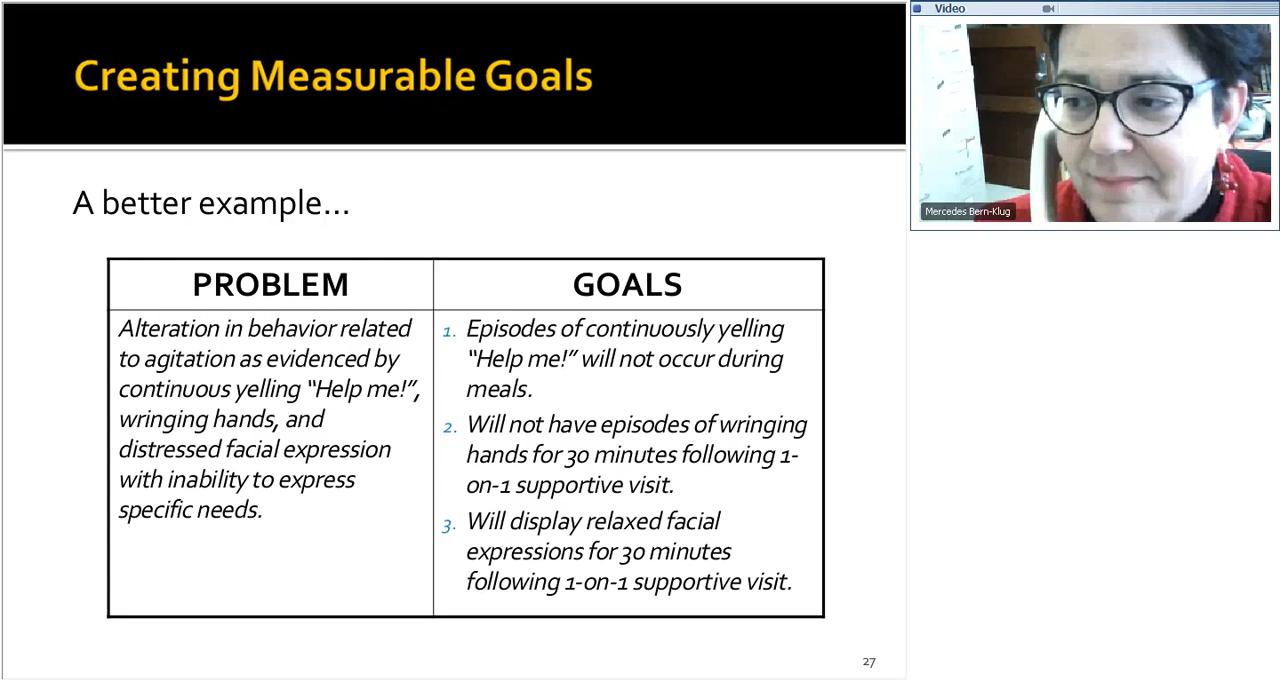 Creating Measurable Goals
A better example...
PROBLEM
Alteration in behavior related
to agitation as evidenced by
continuous yelling “Help me!”,
wringing hands, and
distressed facial expression
with inability to express
specific needs.
GOALS
1. Episodes of continuously yelling
“Help me!” will not occur during
meals.
2. Will not have episodes of wringing
hands for 30 minutes following 1-
on-1 supportive visit.
3. Will display relaxed facial
expressions for 30 minutes
following 1-on-1 supportive visit.
27
Video
Mercedes Bern-Klug